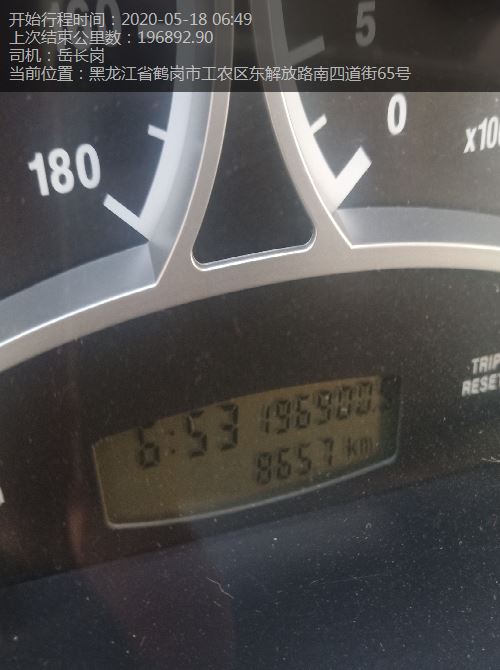 开始行程时间：2020-05-18 06:49
上次结束公里数：196892.90
司机：岳长岗
当前位置：黑龙江省鹤岗市工农区东解放路南四道街65号
5
0
x100
180
TRIP
RESET
6:53 196900.
8657 km